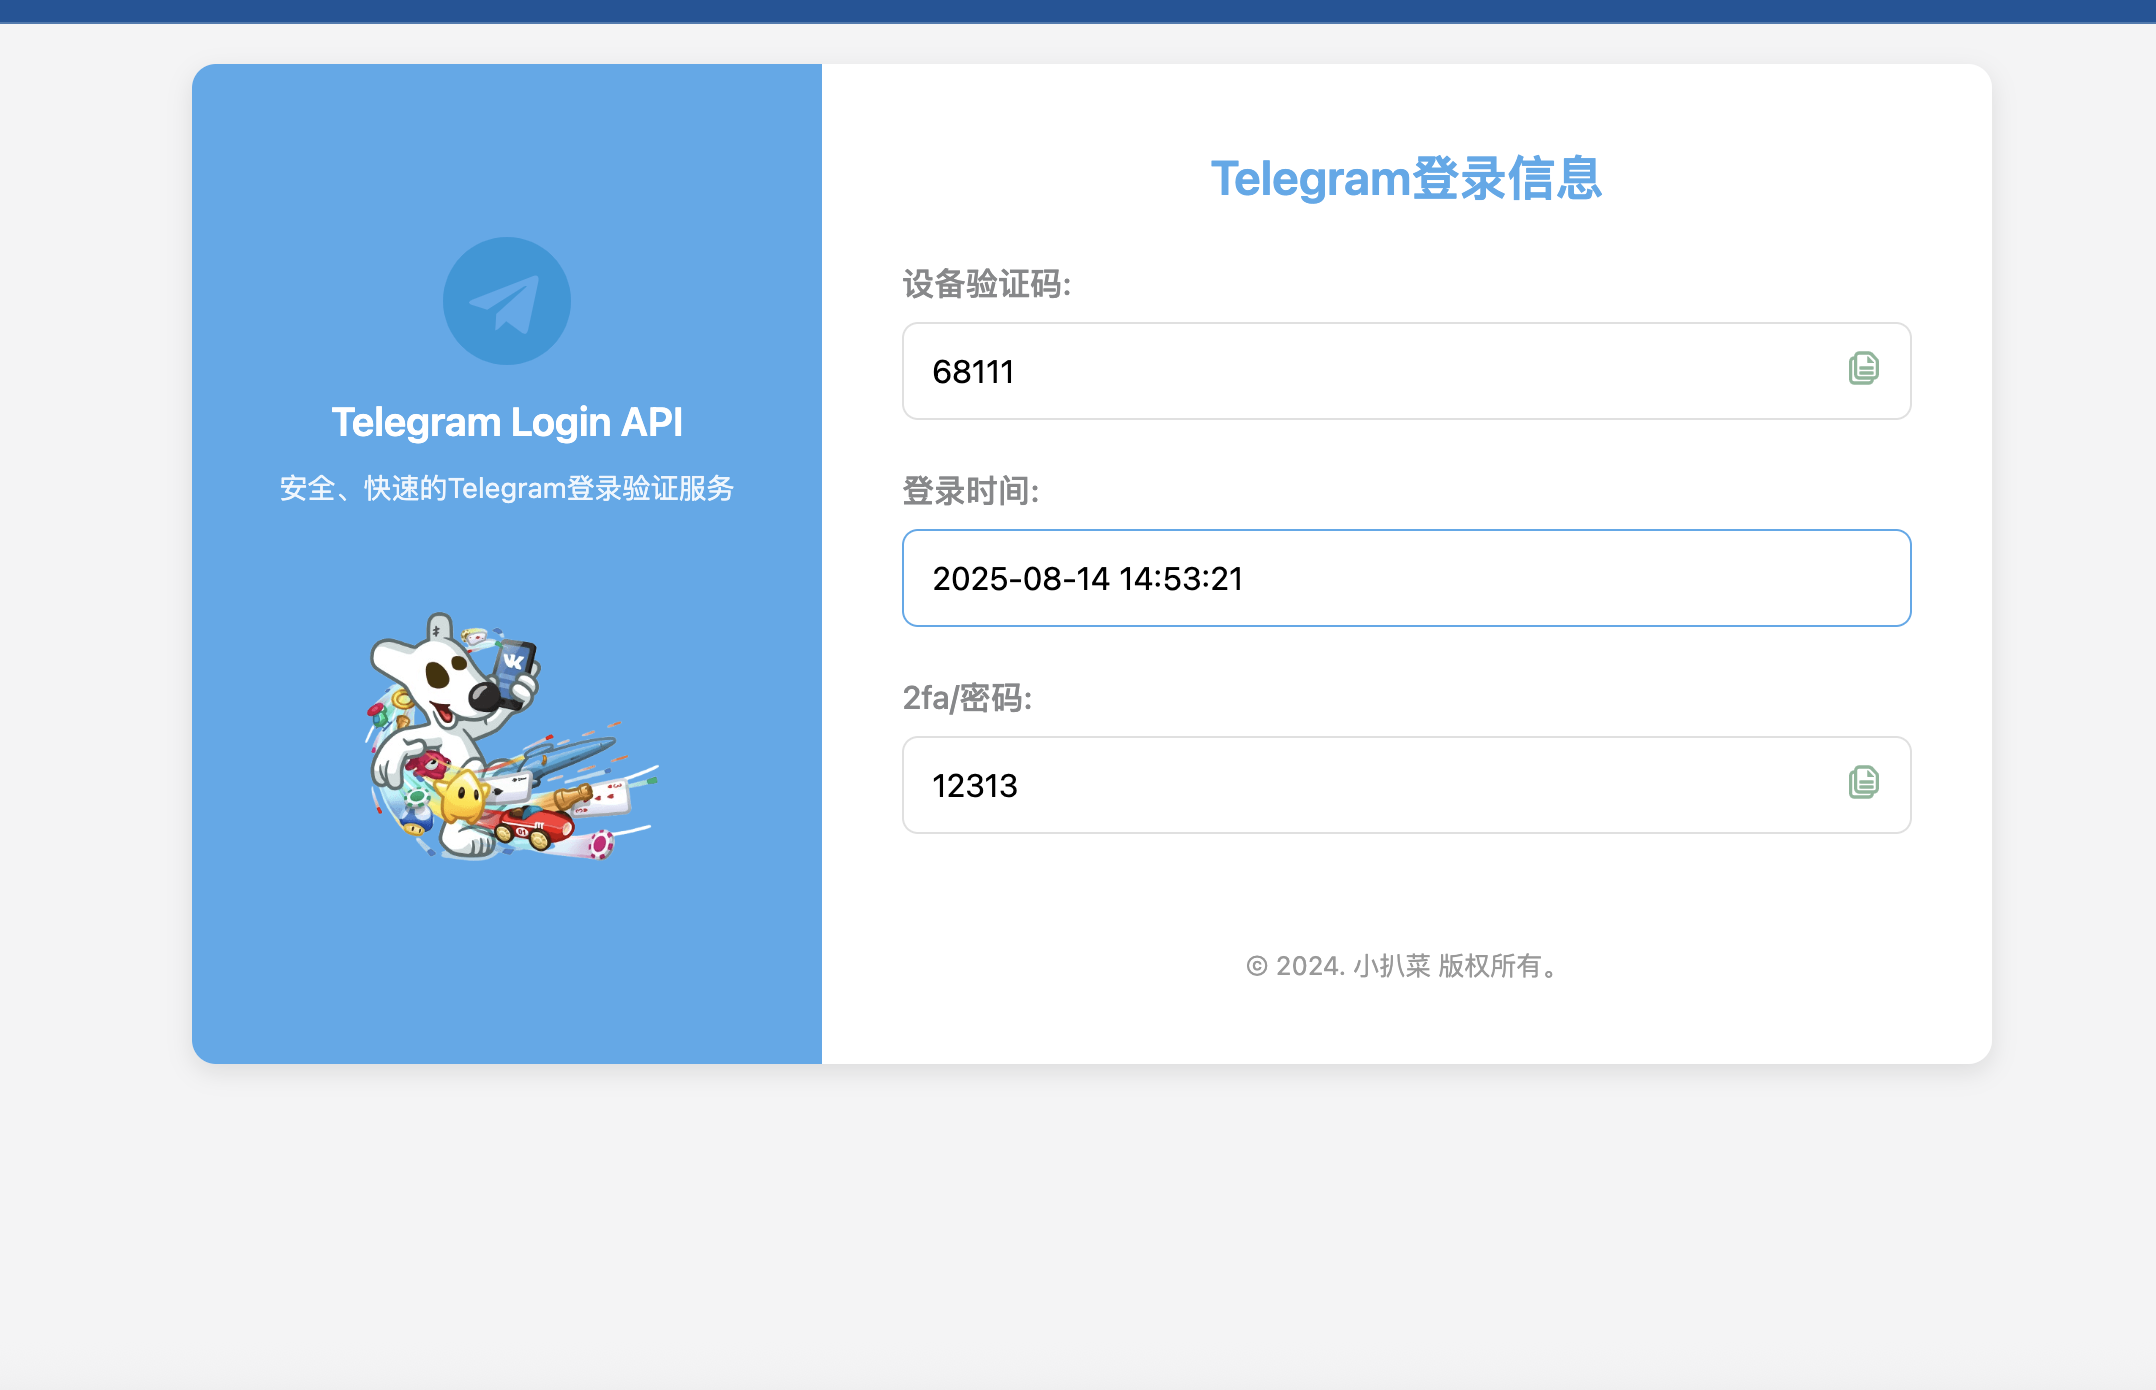 Telegram Login API
安全、快速的Telegram登录验证服务
Telegram登录信息
设备验证码:
68111
登录时间:
2025-08-14 14:53:21
2fa/密码:
12313
© 2024. 小扒菜 版权所有。